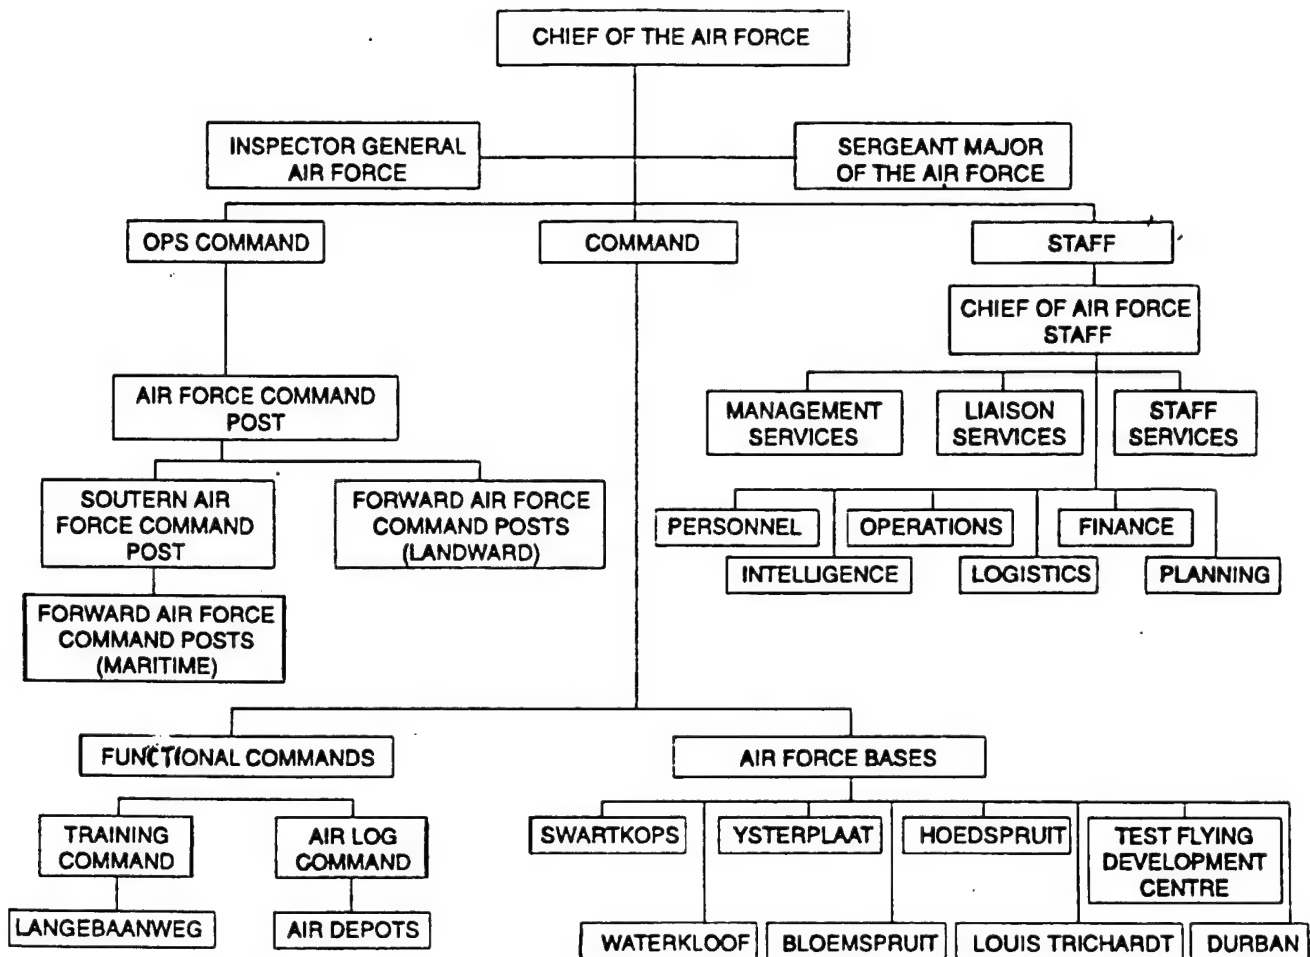 CHIEF OF THE AIR FORCE
INSPECTOR GENERAL
AIR FORCE
SERGEANT MAJOR
OF THE AIR FORCE
OPS COMMAND
COMMAND
STAFF
CHIEF OF AIR FORCE
STAFF
AIR FORCE COMMAND
POST
MANAGEMENT
SERVICES
LIAISON
SERVICES
STAFF
SERVICES
SOUTERN AIR
FORCE COMMAND
POST
FORWARD AIR FORCE
COMMAND POSTS
(LANDWARD)
PERSONNEL
OPERATIONS
FINANCE
INTELLIGENCE
LOGISTICS
PLANNING
FORWARD AIR FORCE
COMMAND POSTS
(MARITIME)
FUNCTIONAL COMMANDS
AIR FORCE BASES
TRAINING
COMMAND
AIR LOG
COMMAND
SWARTKOPS
YSTERPLAAT
HOEDSPRUIT
TEST FLYING
DEVELOPMENT
CENTRE
LANGEBAANWEG
AIR DEPOTS
WATERKLOOF
BLOEMSPRUIT
LOUIS TRICHARDT
DURBAN